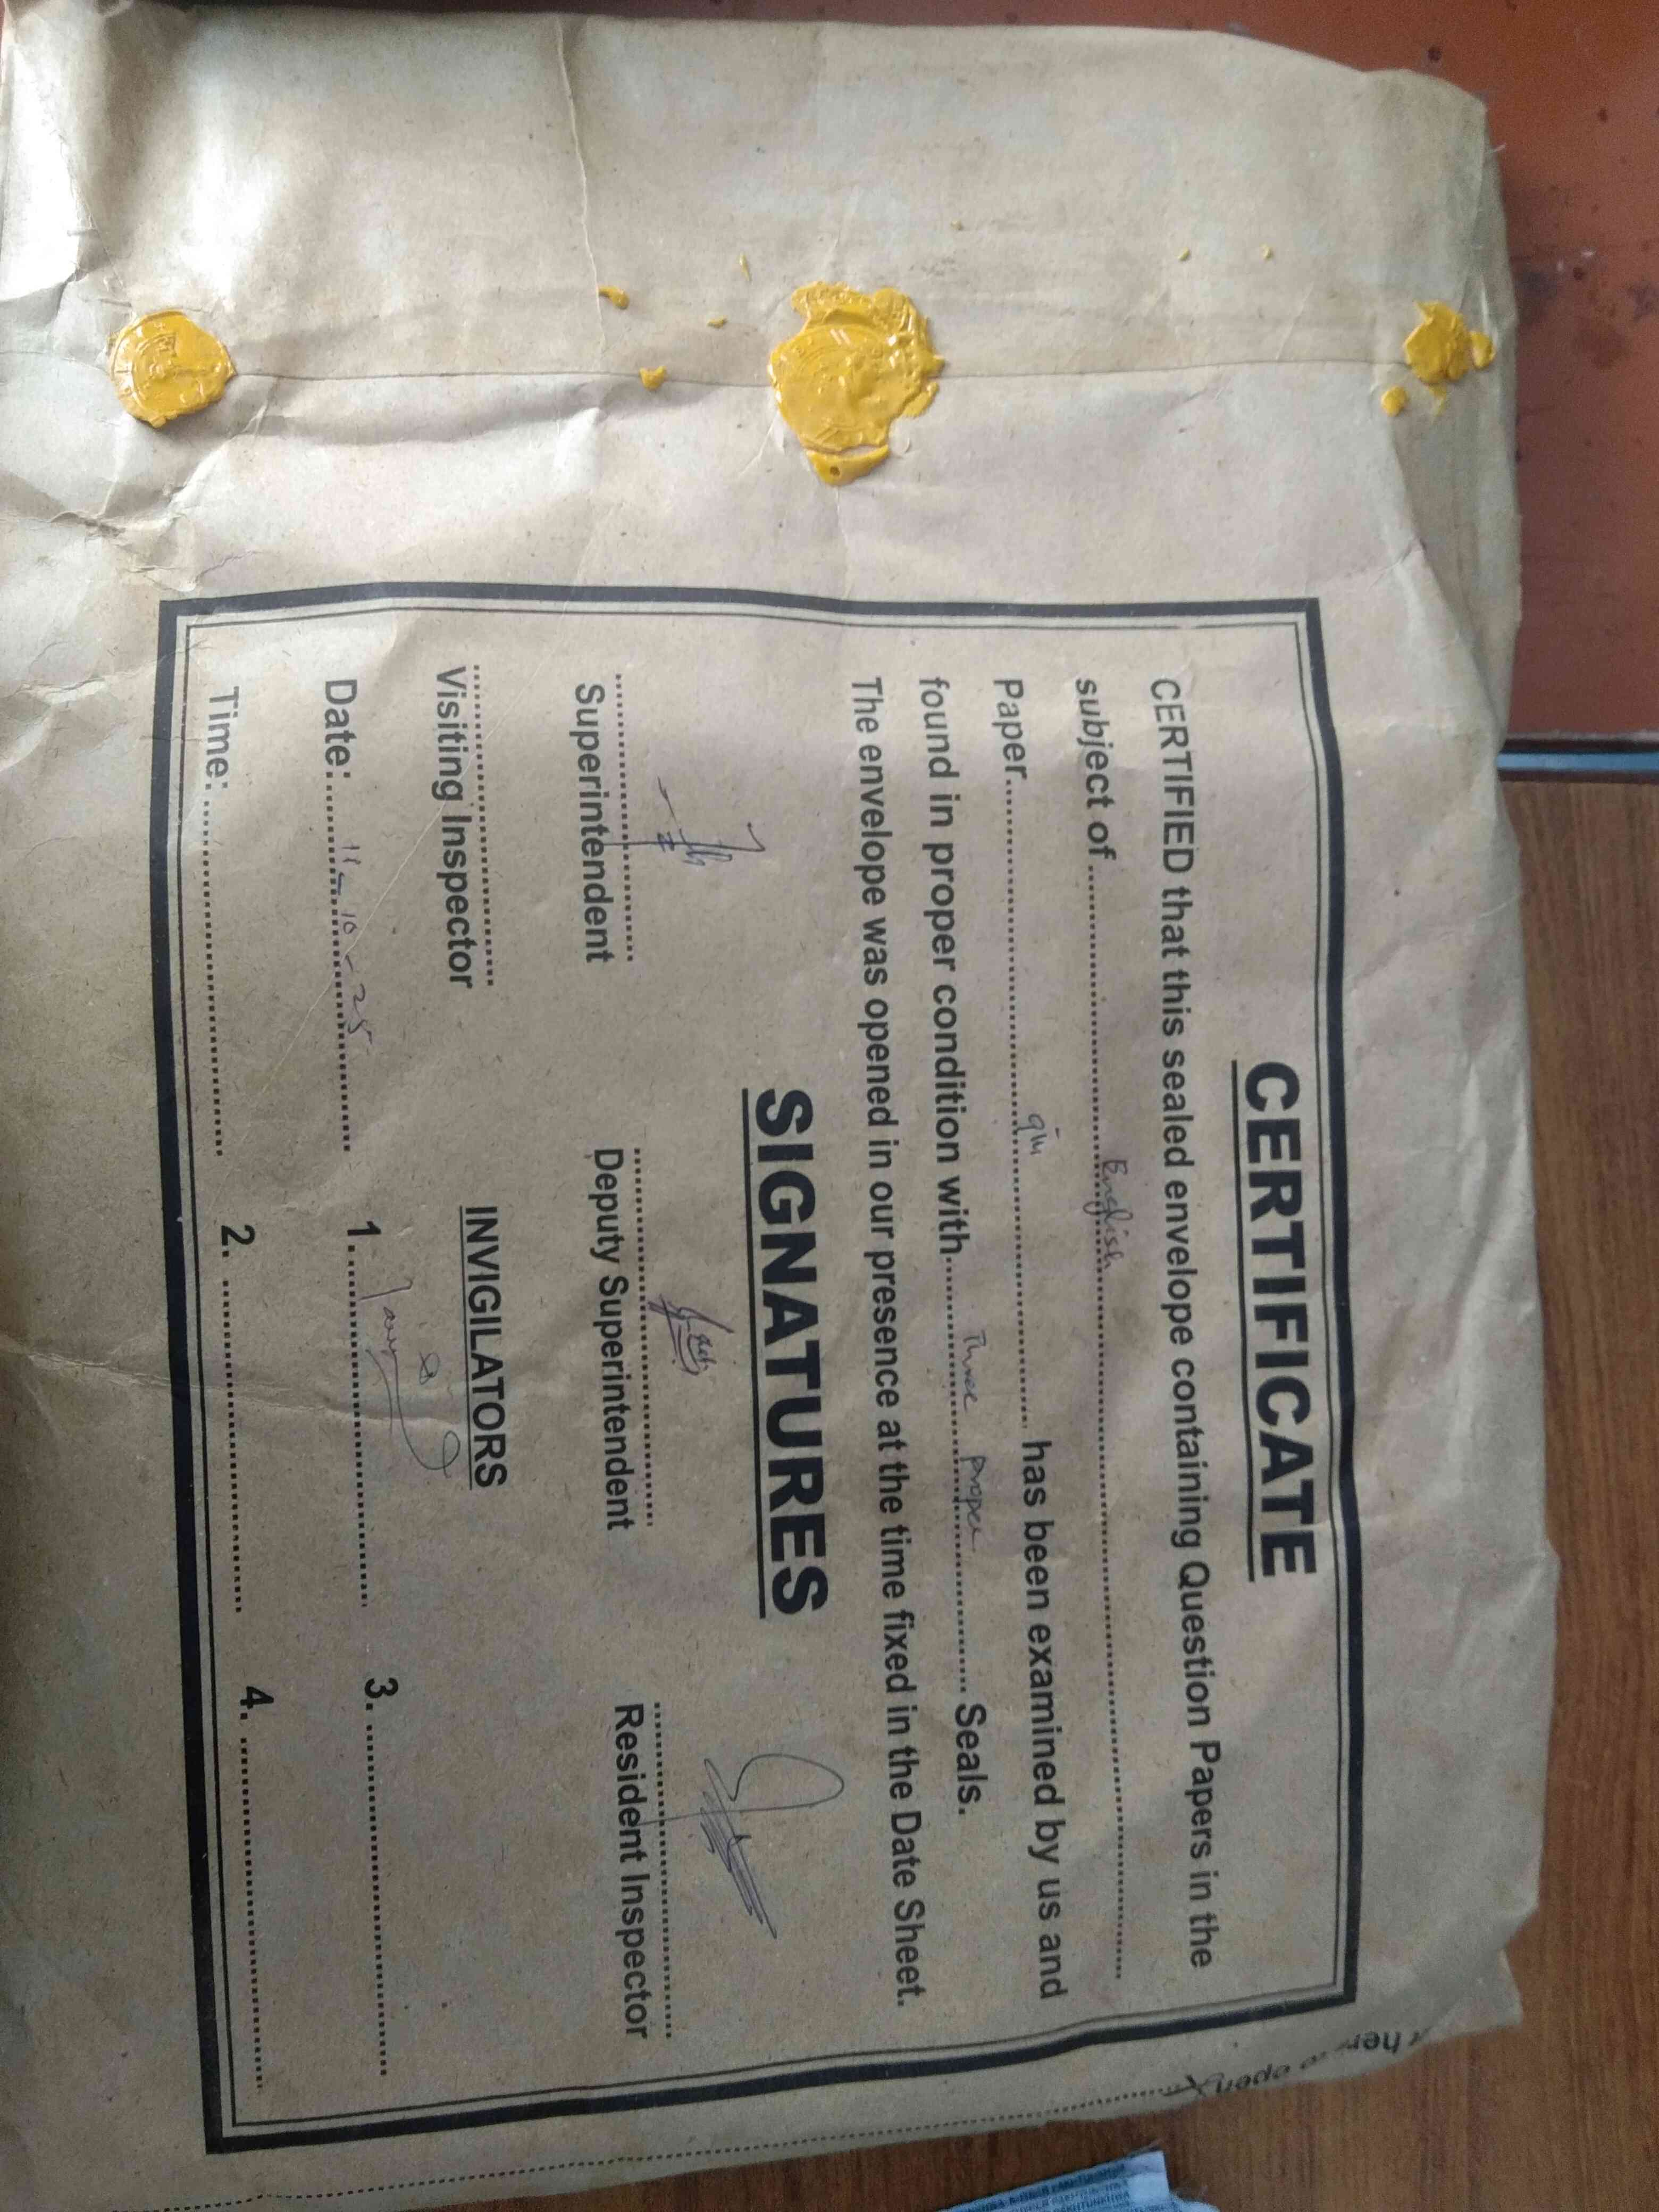 CERTIFICATE
CERTIFIED that this sealed envelope containing Question Papers in the
subject of English
Paper 9th has been examined by us and
found in proper condition with Three proper Seals.
The envelope was opened in our presence at the time fixed in the Date Sheet.
SIGNATURES
Superintendent Deputy Superintendent Resident Inspector
Visiting Inspector INVIGILATORS
Date: 11-10-25 1. 3.
Time: 2. 4.
to open